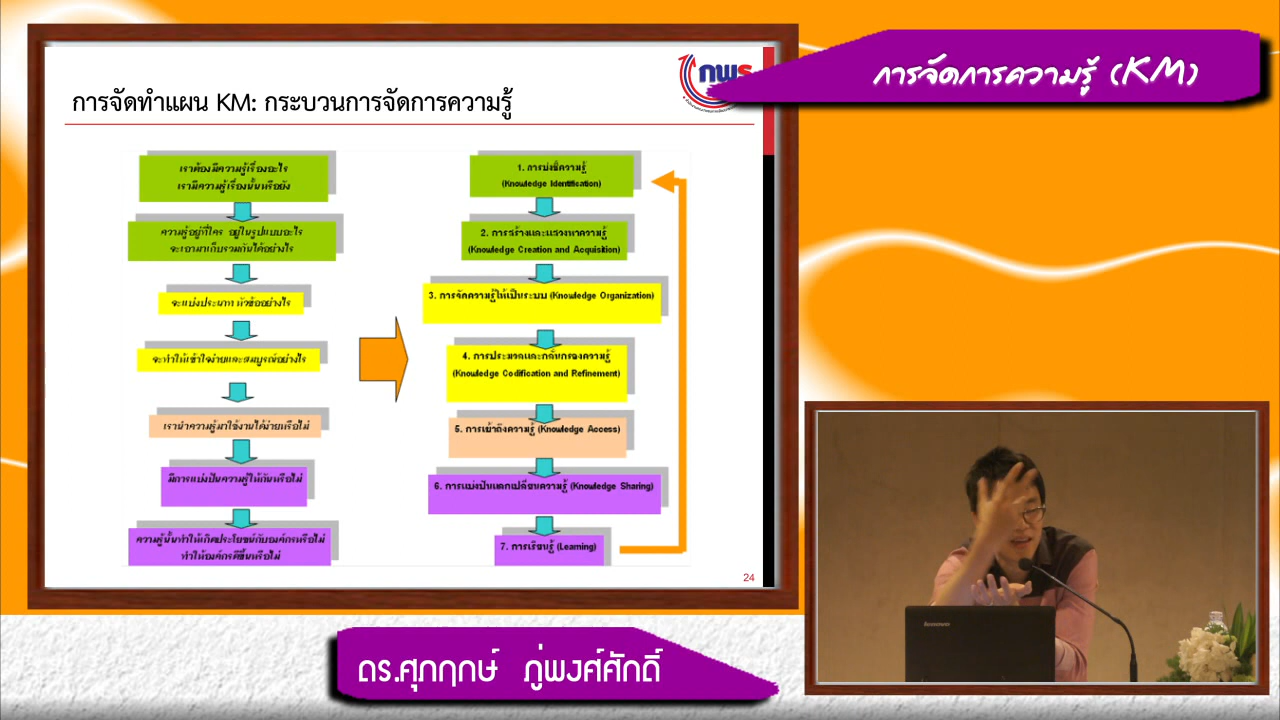 การจัดการความรู้ (KM)
กพร
การจัดทำแผน KM: กระบวนการจัดการความรู้
เราต้องมีความรู้เรื่องอะไร
เรามีความรู้เรื่องนั้นหรือยัง
ความรู้อยู่ที่ใคร อยู่ในรูปแบบอะไร
จะเอามาเก็บรวมกันได้อย่างไร
จะแบ่งประเภท หัวข้ออย่างไร
จะทำให้เข้าใจง่ายและสมบูรณ์อย่างไร
เรานำความรู้มาใช้งานได้ง่ายหรือไม่
มีการแบ่งปันความรู้ให้กันหรือไม่
ความรู้นั้นทำให้เกิดประโยชน์กับองค์กรหรือไม่
ทำให้องค์กรดีขึ้นหรือไม่
1. การบ่งชี้ความรู้
(Knowledge Identification)
2. การสร้างและแสวงหาความรู้
(Knowledge Creation and Acquisition)
3. การจัดความรู้ให้เป็นระบบ (Knowledge Organization)
4. การประมวลและกลั่นกรองความรู้
(Knowledge Codification and Refinement)
5. การเข้าถึงความรู้ (Knowledge Access)
6. การแบ่งปันแลกเปลี่ยนความรู้ (Knowledge Sharing)
7. การเรียนรู้ (Learning)
24
lenovo
ดร.ศุภฤกษ์ ภู่พงศ์ศักดิ์